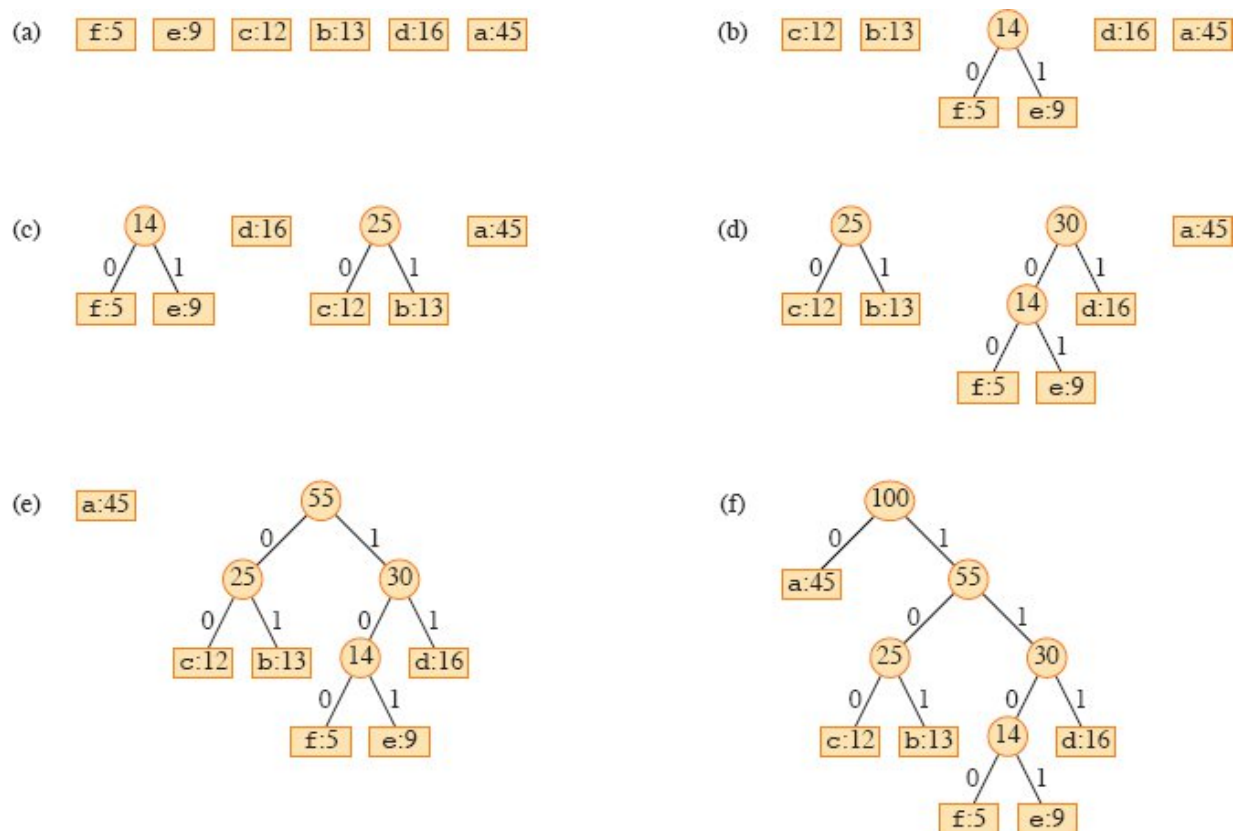 (a) f:5 e:9 c:12 b:13 d:16 a:45
(b) c:12 b:13 14 d:16 a:45
0 1
f:5 e:9
(c) 14 d:16 25 a:45
0 1 0 1
f:5 e:9 c:12 b:13
(d) 25 30 a:45
0 1 0 1
c:12 b:13 14 d:16
0 1
f:5 e:9
(e) a:45 55
0 1
25 30
0 1 0 1
c:12 b:13 14 d:16
0 1
f:5 e:9
(f) 100
0 1
a:45 55
0 1
25 30
0 1 0 1
c:12 b:13 14 d:16
0 1
f:5 e:9